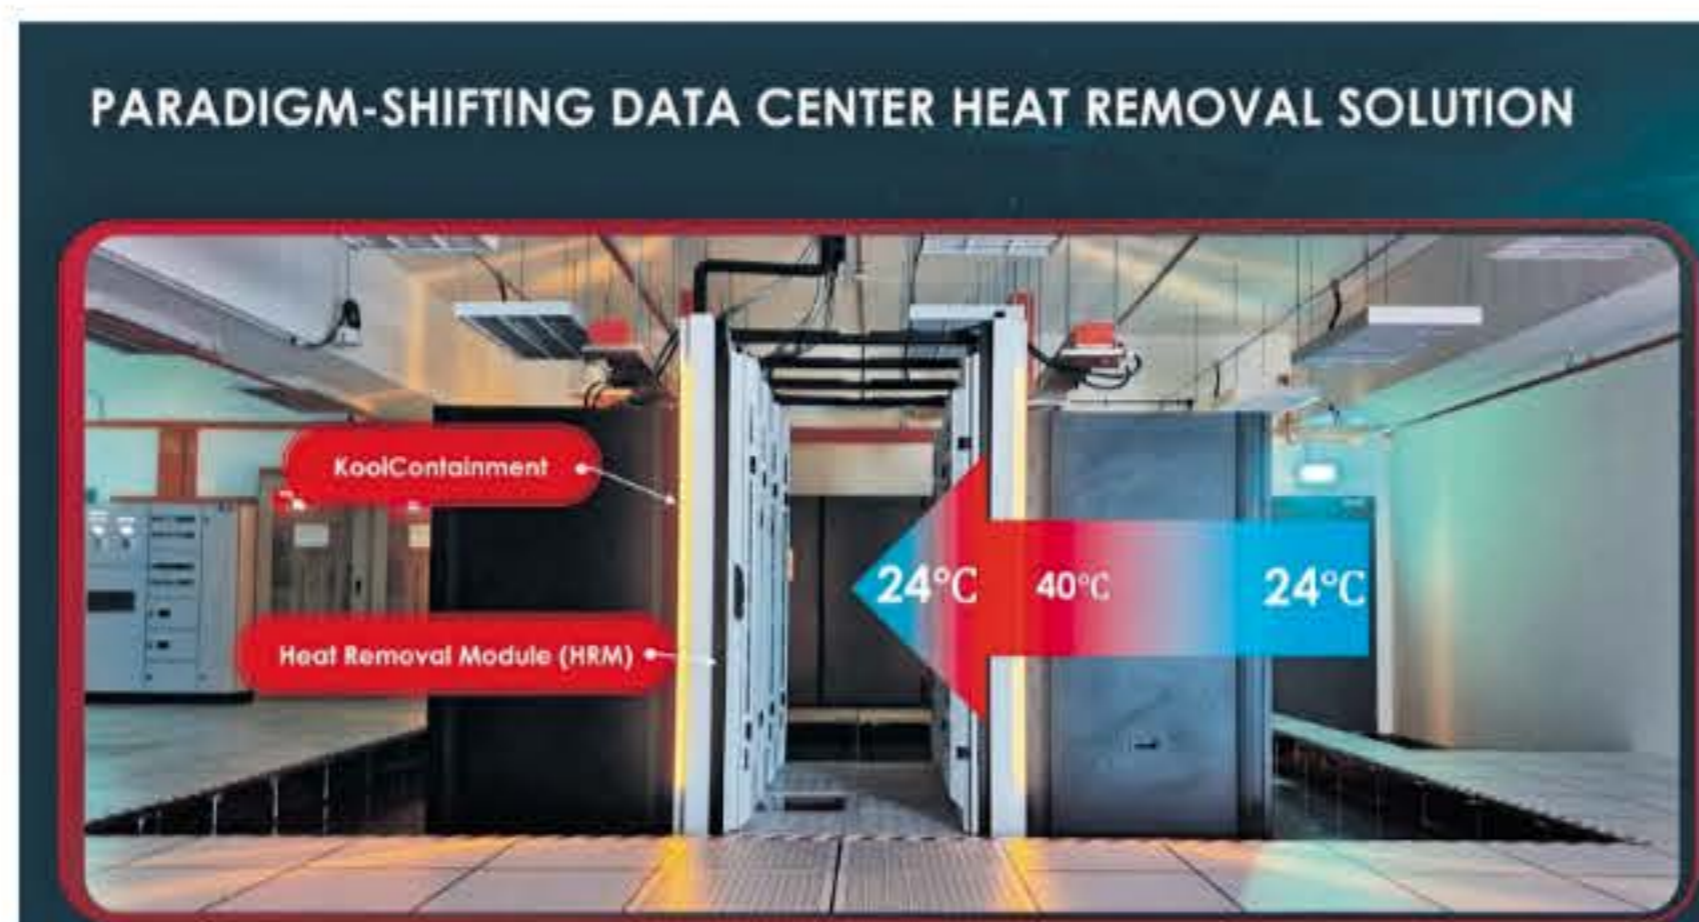 PARADIGM-SHIFTING DATA CENTER HEAT REMOVAL SOLUTION
KoolContainment
24°C
40°C
24°C
Heat Removal Module (HRM)